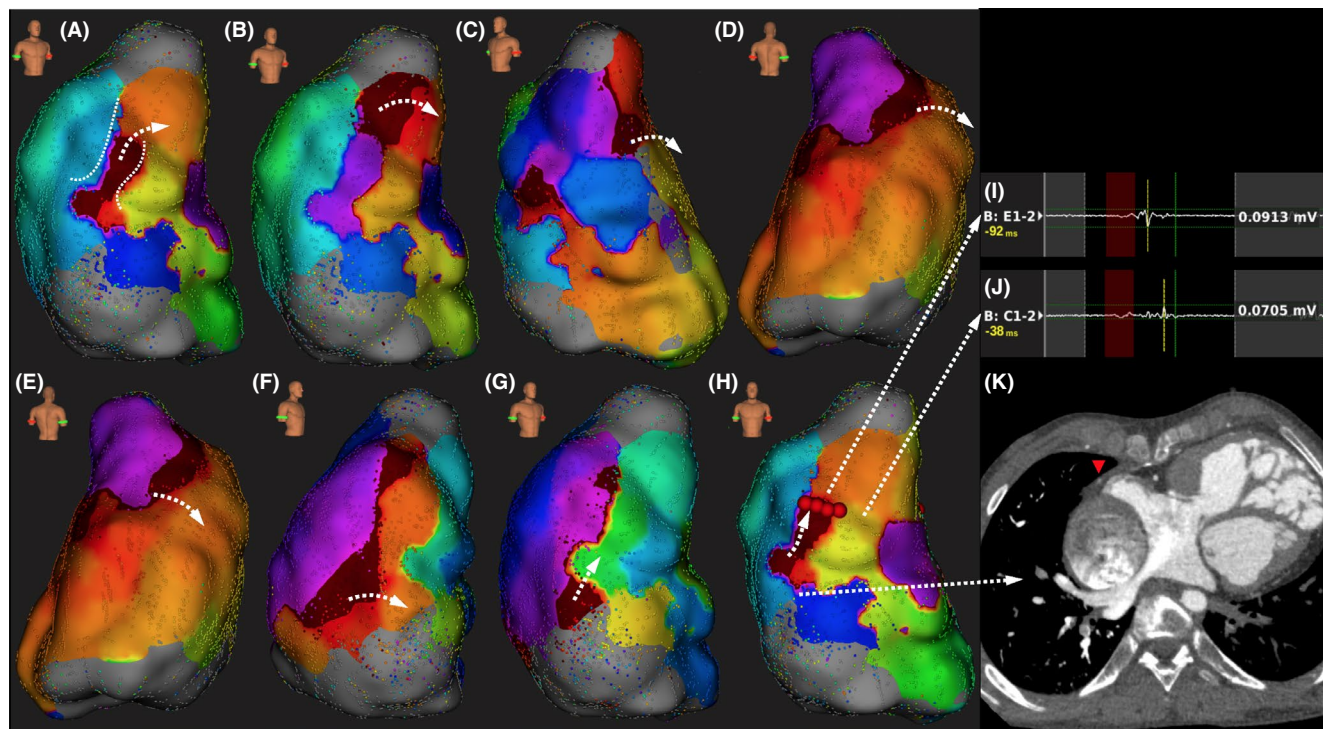 (A)
(B)
(C)
(D)
(I)
B: E1-2
-92 ms
0.0913 mV
(J)
B: C1-2
-38 ms
0.0705 mV
(E)
(F)
(G)
(H)
(K)